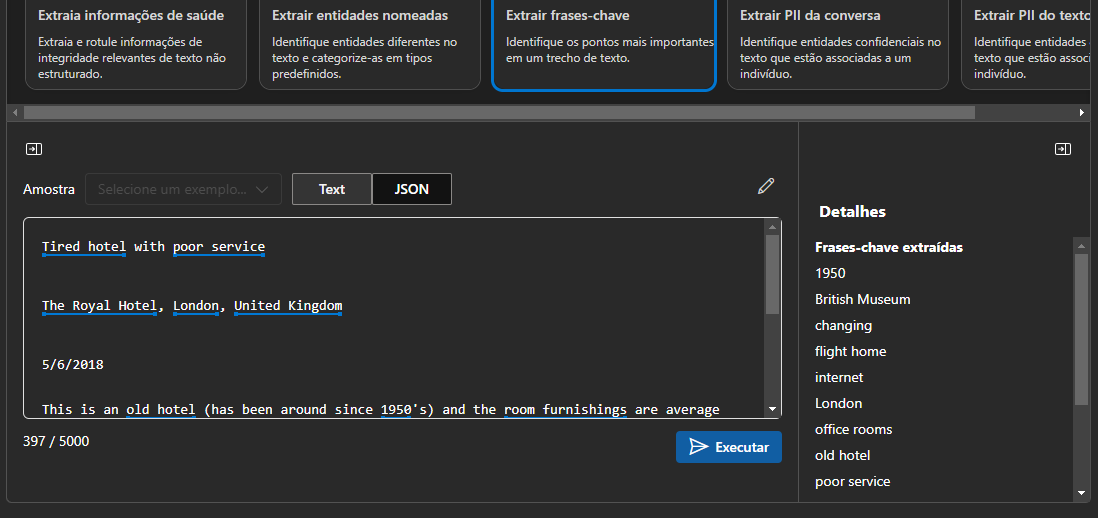 Extraia informações de saúde
Extraia e rotule informações de
integridade relevantes de texto não
estruturado.
Extrair entidades nomeadas
Identifique entidades diferentes no
texto e categorize-as em tipos
predefinidos.
Extrair frases-chave
Identifique os pontos mais importantes
em um trecho de texto.
Extrair PII da conversa
Identifique entidades confidenciais no
texto que estão associadas a um
indivíduo.
Extrair PII do texto
Identifique entidades
texto que estão associ
indivíduo.
Amostra
Selecione um exemplo...
Text
JSON
Tired hotel with poor service
The Royal Hotel, London, United Kingdom
5/6/2018
This is an old hotel (has been around since 1950's) and the room furnishings are average
397 / 5000
Executar
Detalhes
Frases-chave extraídas
1950
British Museum
changing
flight home
internet
London
office rooms
old hotel
poor service